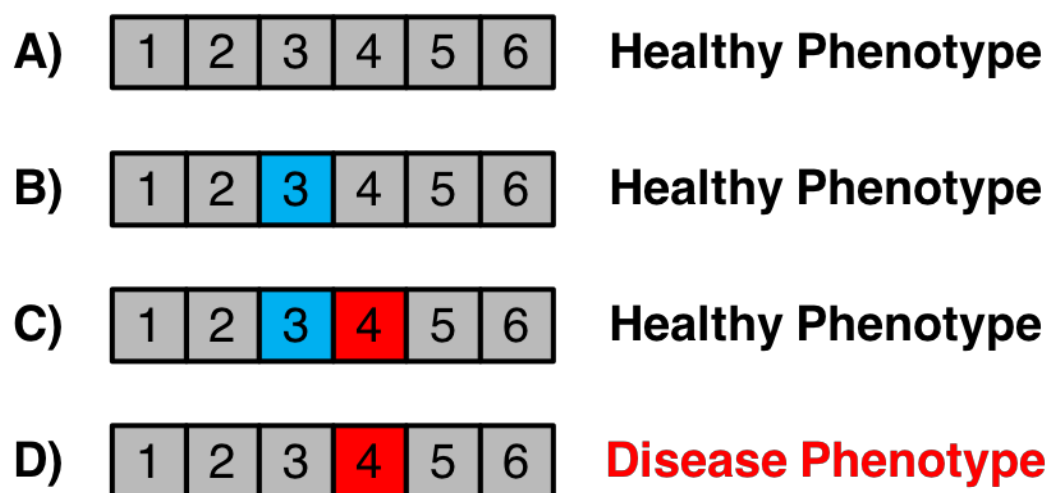 A) 1 2 3 4 5 6 Healthy Phenotype
B) 1 2 3 4 5 6 Healthy Phenotype
C) 1 2 3 4 5 6 Healthy Phenotype
D) 1 2 3 4 5 6 Disease Phenotype